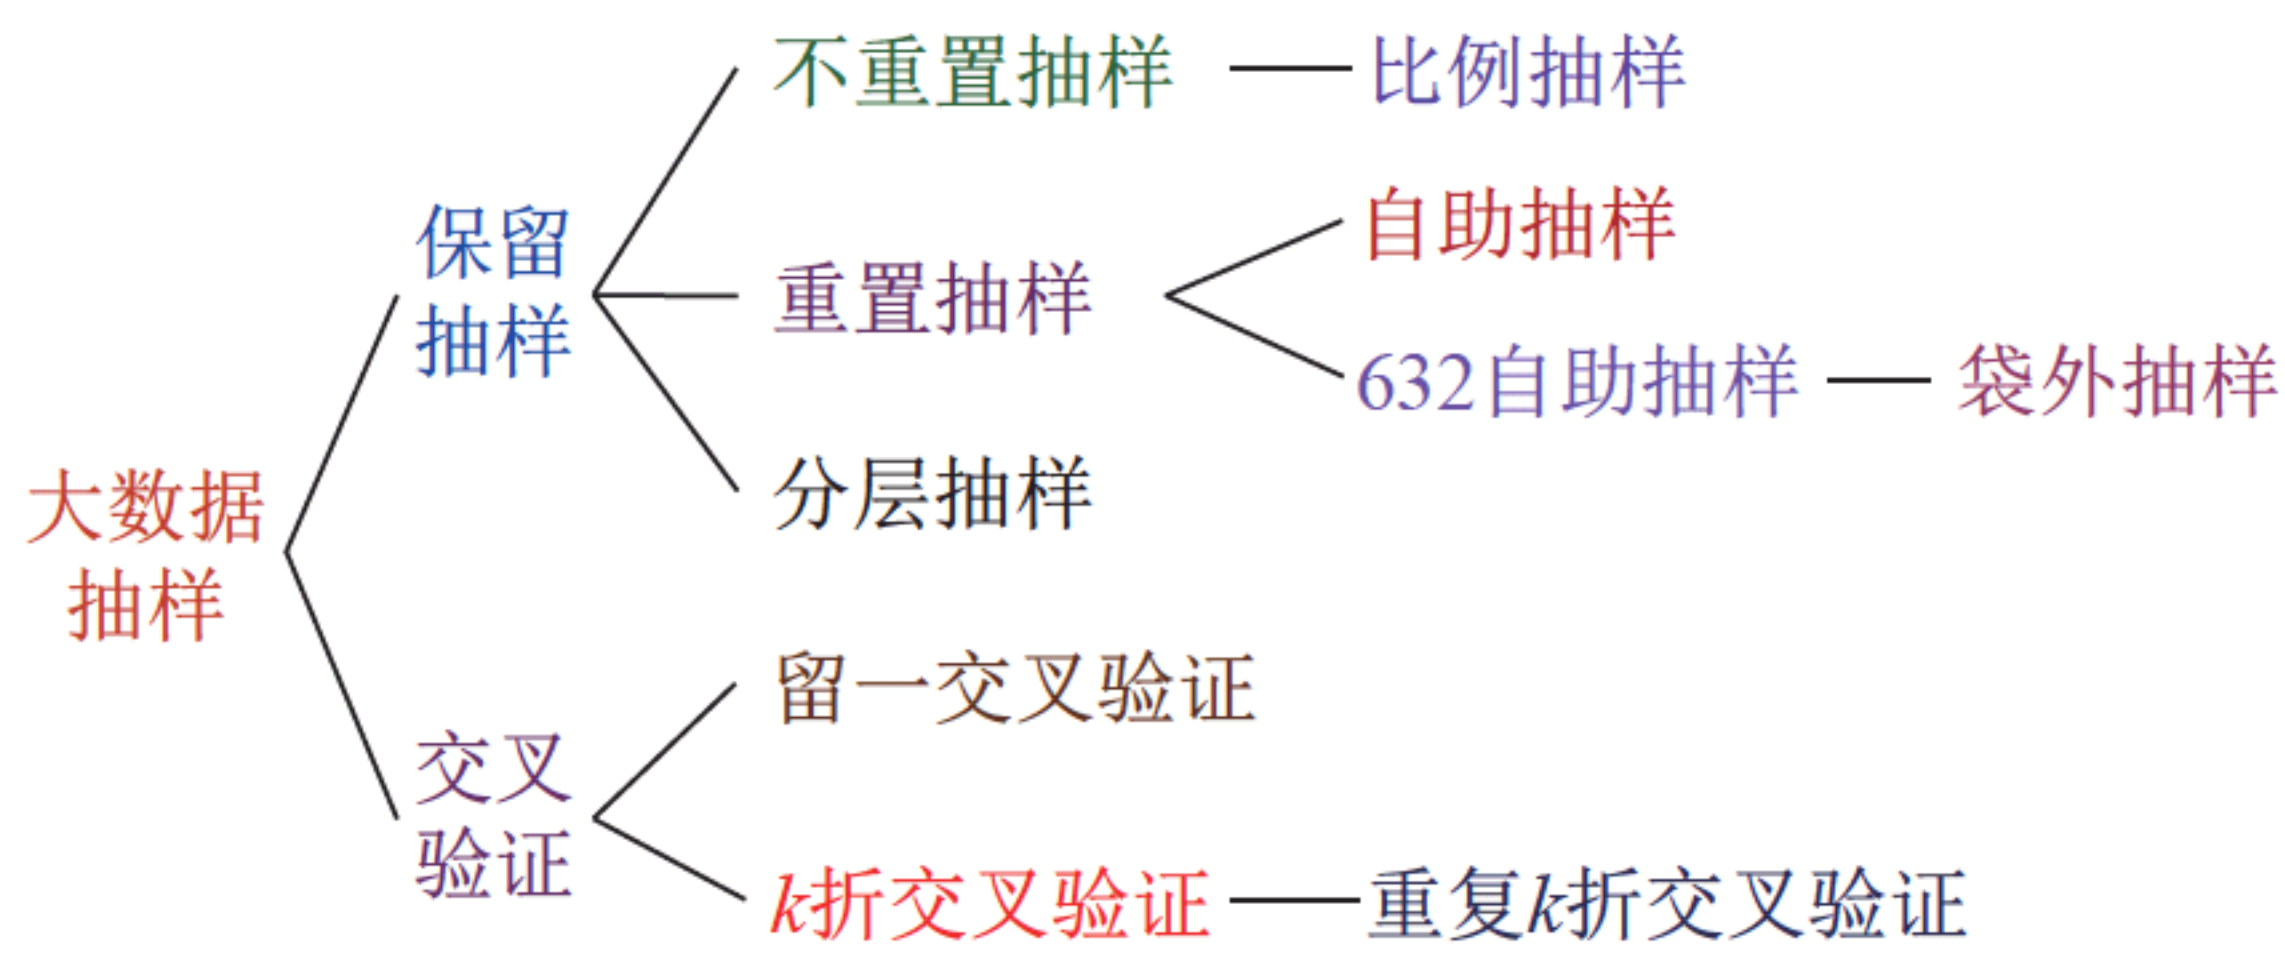 不重置抽样
比例抽样
自助抽样
保留
抽样
重置抽样
632自助抽样
袋外抽样
分层抽样
大数据
抽样
留一交叉验证
交叉
验证
k折交叉验证
重复k折交叉验证